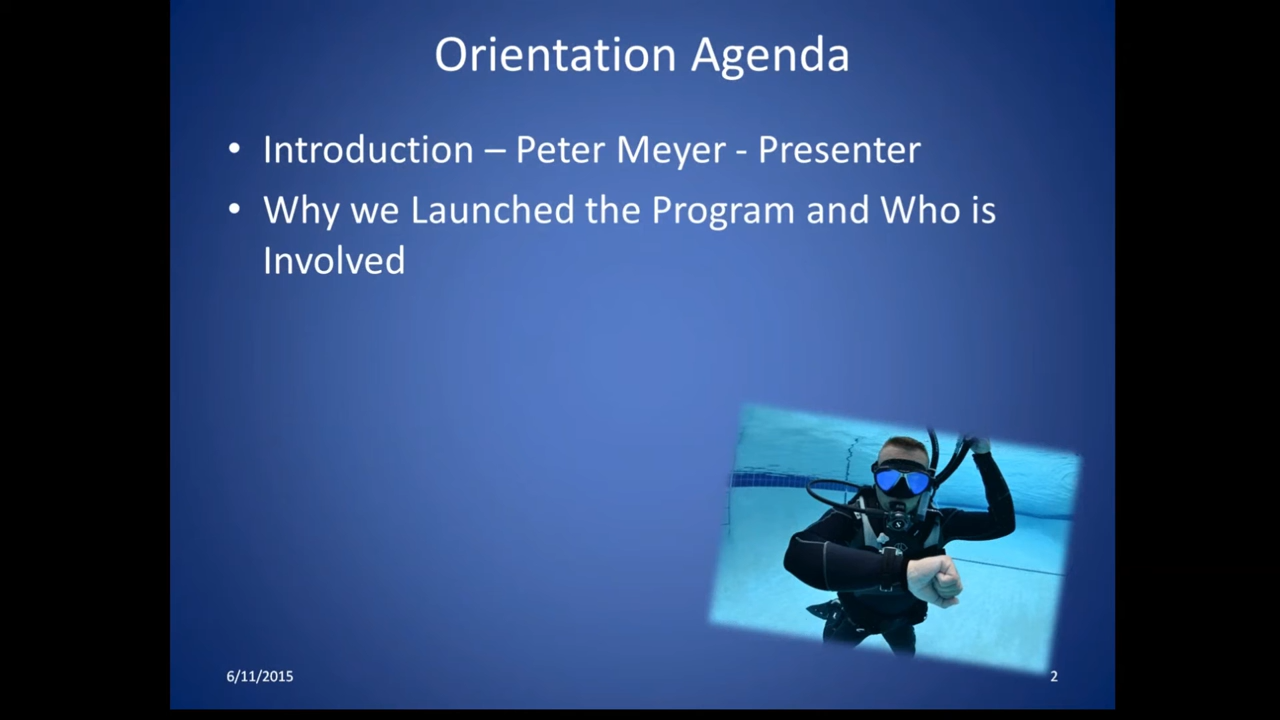 Orientation Agenda
• Introduction – Peter Meyer - Presenter
• Why we Launched the Program and Who is
Involved
6/11/2015
2